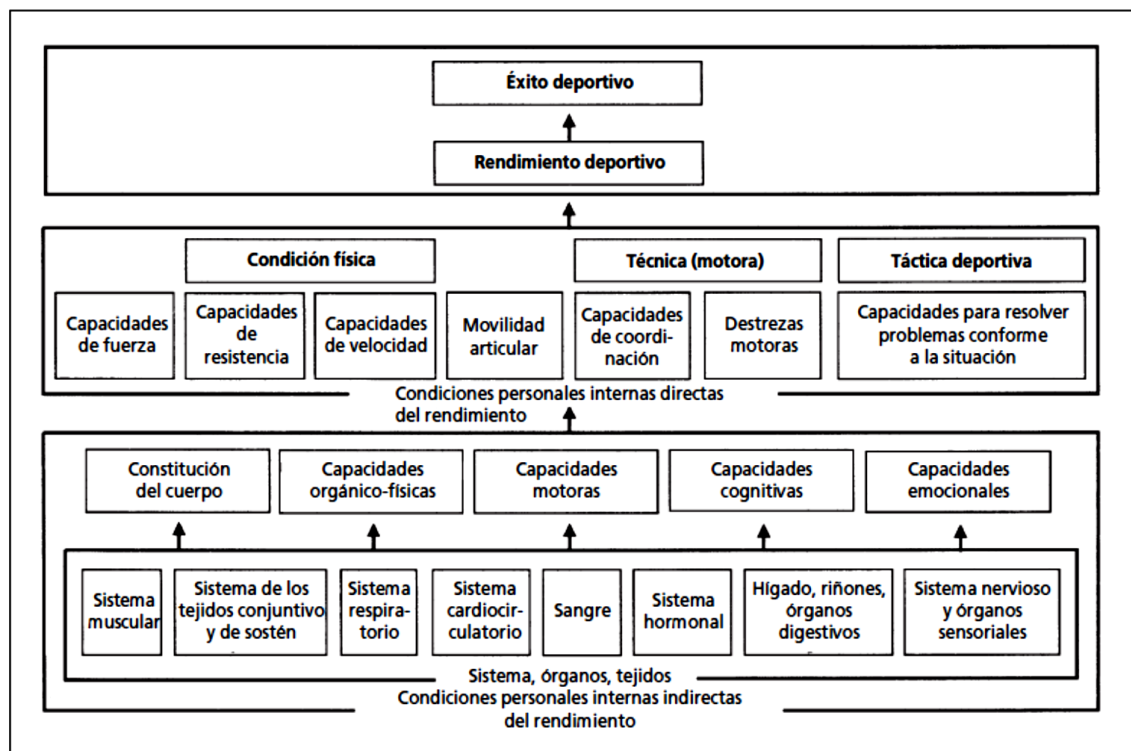 Éxito deportivo
Rendimiento deportivo
Condición física
Técnica (motora)
Táctica deportiva
Capacidades
de fuerza
Capacidades
de
resistencia
Capacidades
de velocidad
Movilidad
articular
Capacidades
de coordi-
nación
Destrezas
motoras
Capacidades para resolver
problemas conforme
a la situación
Condiciones personales internas directas
del rendimiento
Constitución
del cuerpo
Capacidades
orgánico-físicas
Capacidades
motoras
Capacidades
cognitivas
Capacidades
emocionales
Sistema
muscular
Sistema de los
tejidos conjuntivo
y de sostén
Sistema
respira-
torio
Sistema
cardiocir-
culatorio
Sangre
Sistema
hormonal
Hígado, riñones,
órganos
digestivos
Sistema nervioso
y órganos
sensoriales
Sistema, órganos, tejidos
Condiciones personales internas indirectas
del rendimiento